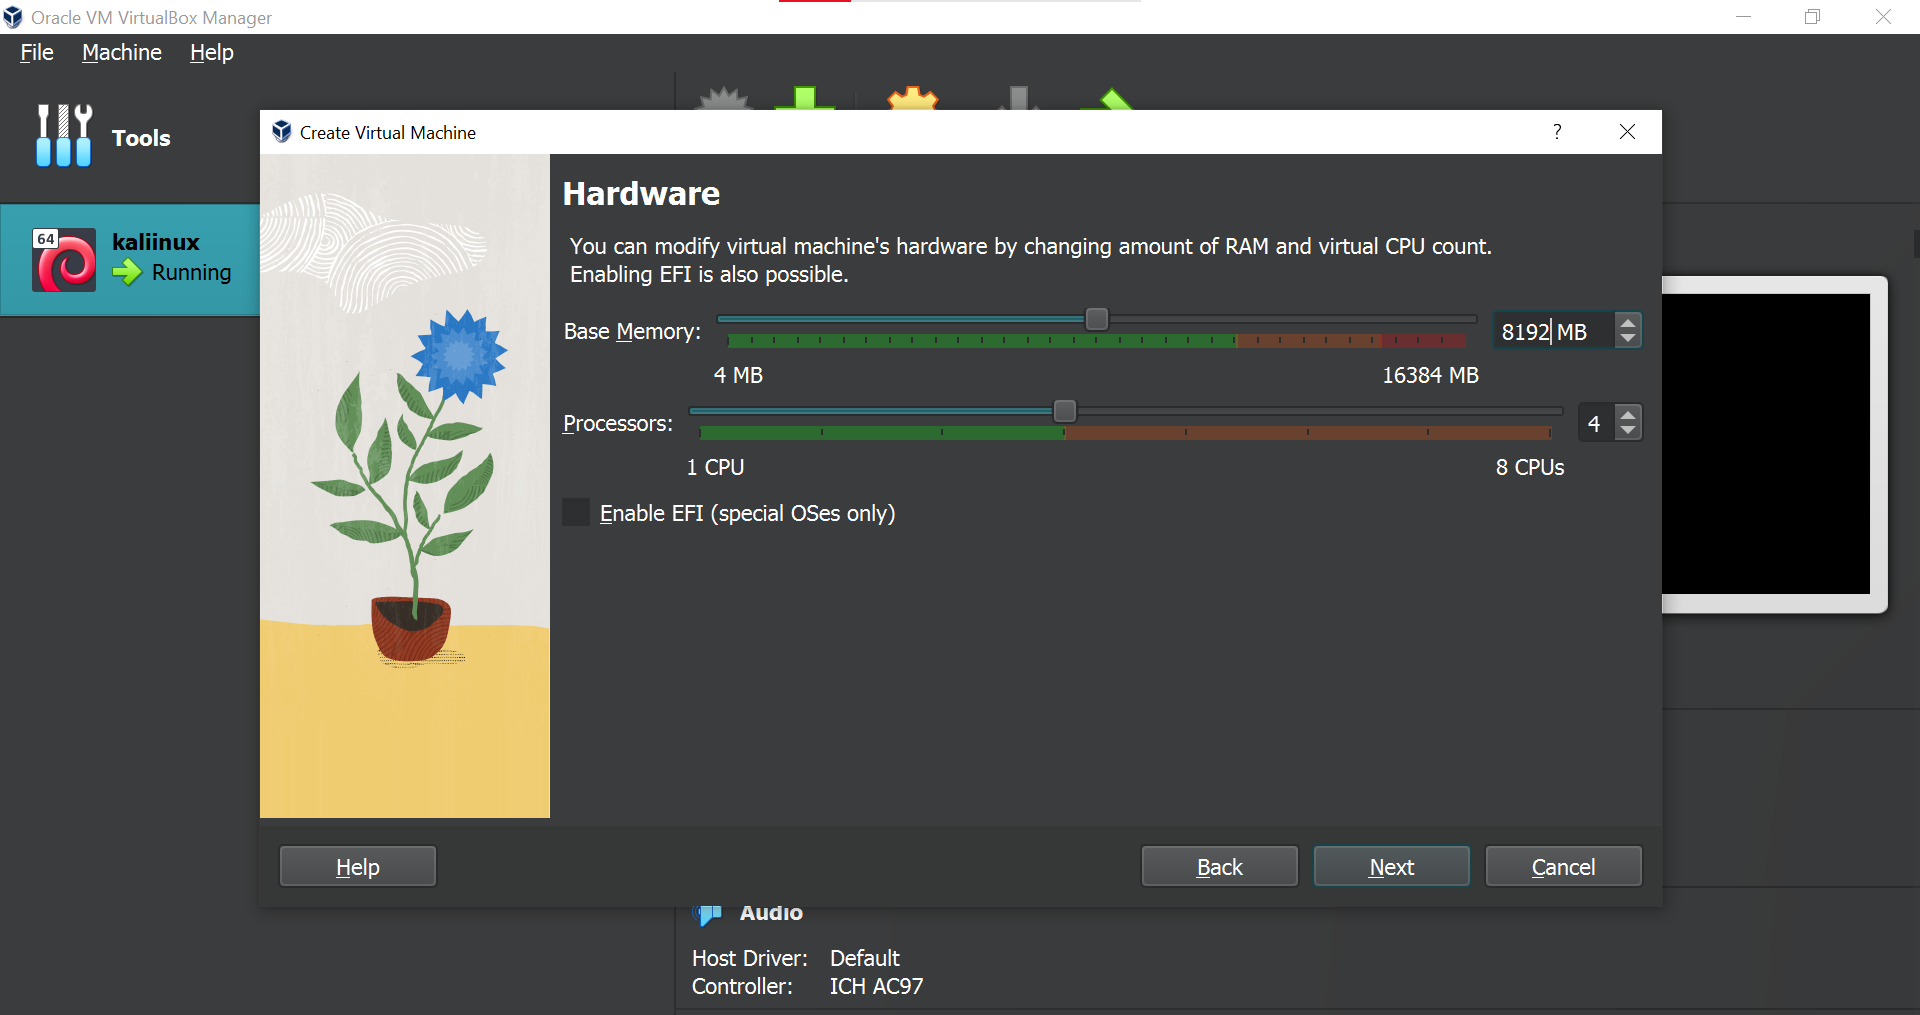 Oracle VM VirtualBox Manager
File Machine Help
Tools
64
kaliinux
Running
Create Virtual Machine
?
Hardware
You can modify virtual machine's hardware by changing amount of RAM and virtual CPU count.
Enabling EFI is also possible.
Base Memory:
8192 MB
4 MB
16384 MB
Processors:
4
1 CPU
8 CPUs
Enable EFI (special OSes only)
Help
Back
Next
Cancel
Audio
Host Driver: Default
Controller: ICH AC97